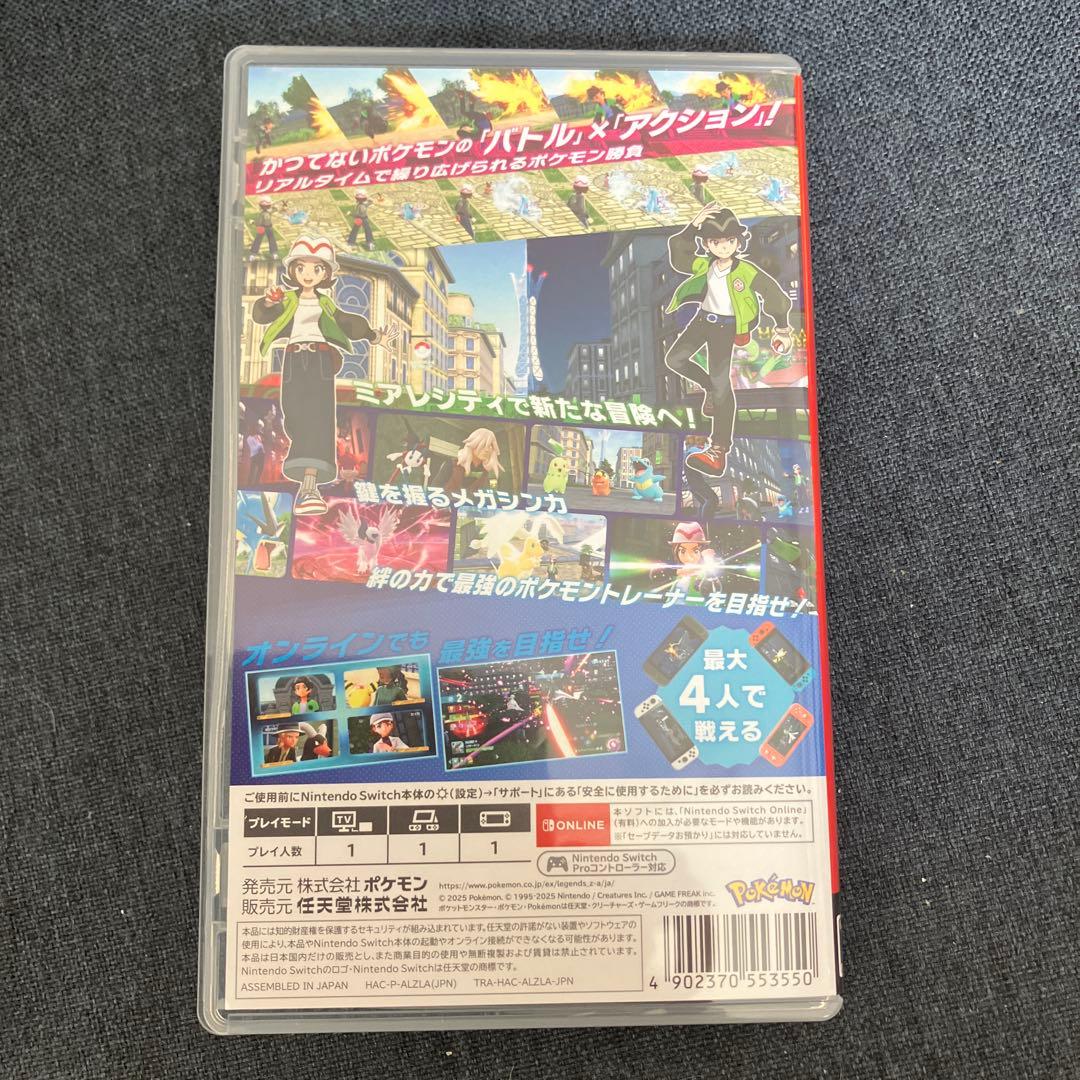 かつてないポケモンの「バトル」×「アクション」!
リアルタイムで繰り広げられるポケモン勝負
ミアレシティで新たな冒険へ!
鍵を握るメガシンカ
絆の力で最強のポケモントレーナーを目指せ!
オンラインでも 最強を目指せ!
最大
4人で
戦える
ご使用前にNintendo Switch本体の(設定)→「サポート」にある「安全に使用するために」を必ずお読みください。
プレイモード TV
プレイ人数 1 1 1
ONLINE
本ソフトには、「Nintendo Switch Online」
(有料)への加入が必要なモードや機能があります。
※「セーブデータお預かり」には対応していません。
Nintendo Switch
Proコントローラー対応
発売元 株式会社ポケモン
販売元 任天堂株式会社
https://www.pokemon.co.jp/ex/legends_z-a/ja/
© 2025 Pokémon. © 1995-2025 Nintendo / Creatures Inc. / GAME FREAK inc.
ポケットモンスター・ポケモン・Pokémonは任天堂・クリーチャーズ・ゲームフリークの商標です。
POKéMON
本品には知的財産権を保護するセキュリティが組み込まれています。任天堂の許諾がない装置やソフトウェアの
使用により、本品やNintendo Switch本体の起動やオンライン接続ができなくなる可能性があります。
本品は日本国内だけの販売とし、また商業目的の使用や無断複製および賃貸は禁止されています。
Nintendo Switchのロゴ・Nintendo Switchは任天堂の商標です。
ASSEMBLED IN JAPAN HAC-P-ALZLA(JPN) TRA-HAC-ALZLA-JPN
4 902370 553550